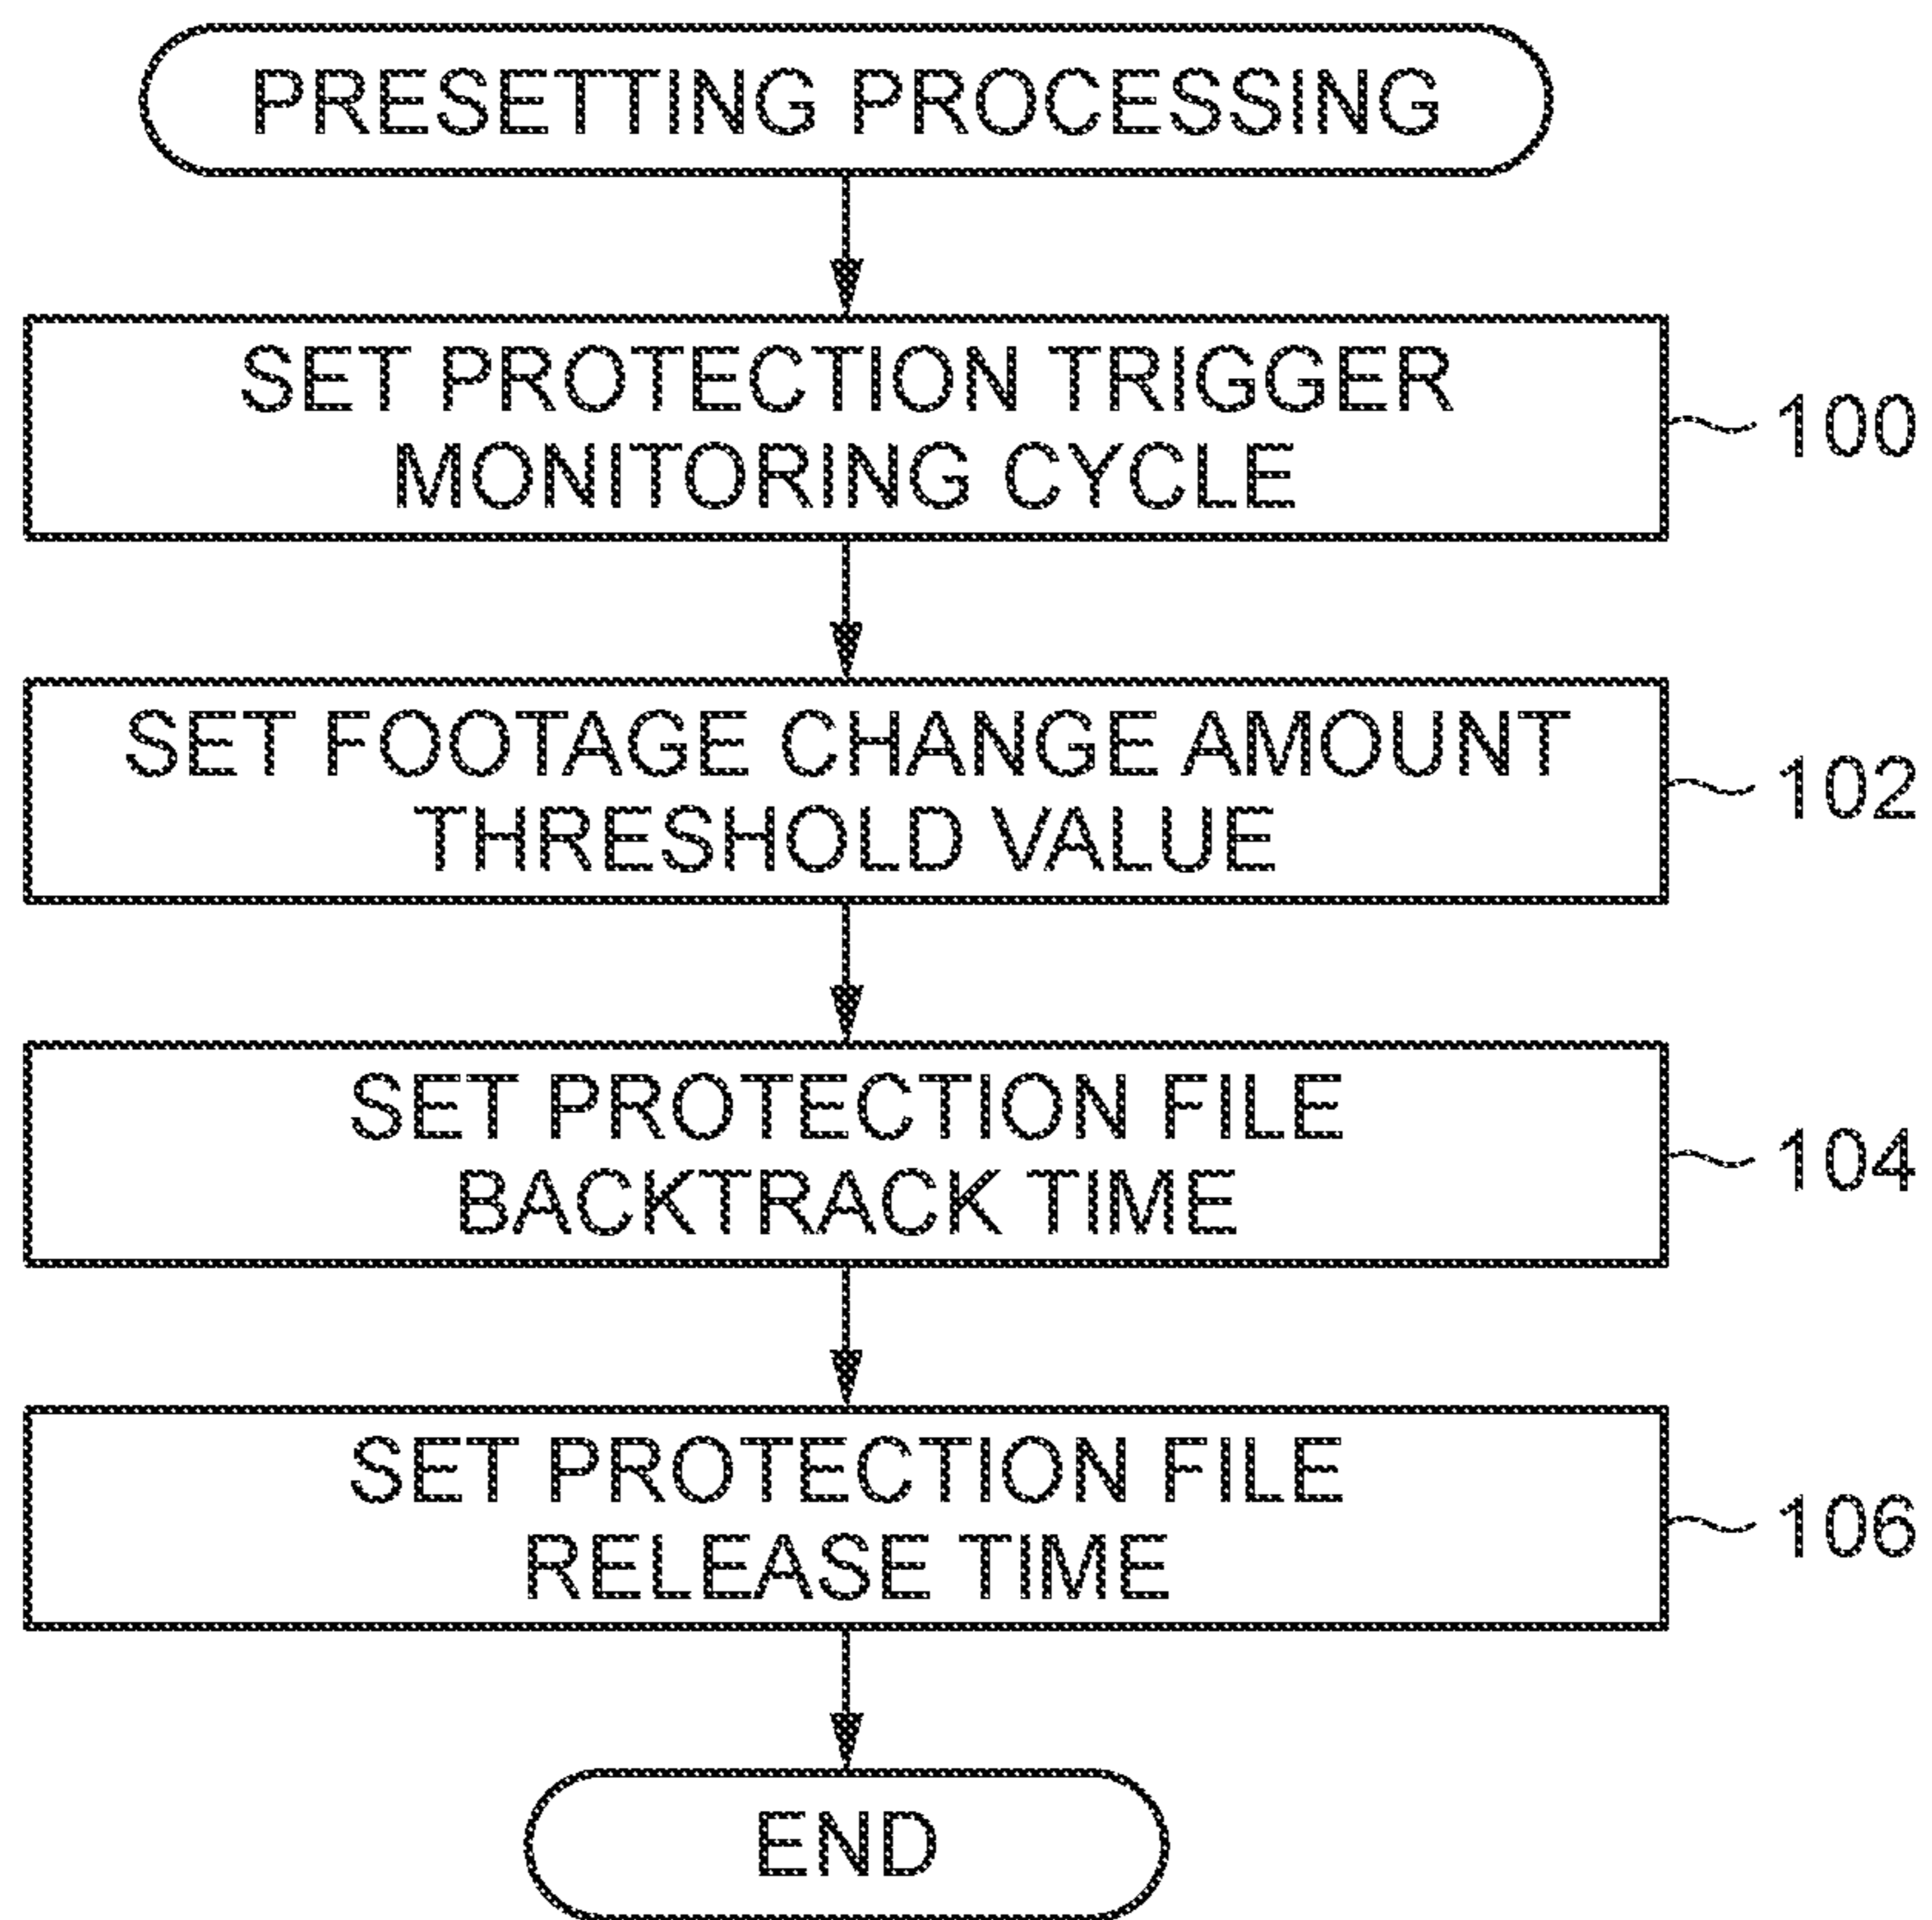 PRESETTING PROCESSING
SET PROTECTION TRIGGER
MONITORING CYCLE
100
SET FOOTAGE CHANGE AMOUNT
THRESHOLD VALUE
102
SET PROTECTION FILE
BACKTRACK TIME
104
SET PROTECTION FILE
RELEASE TIME
106
END